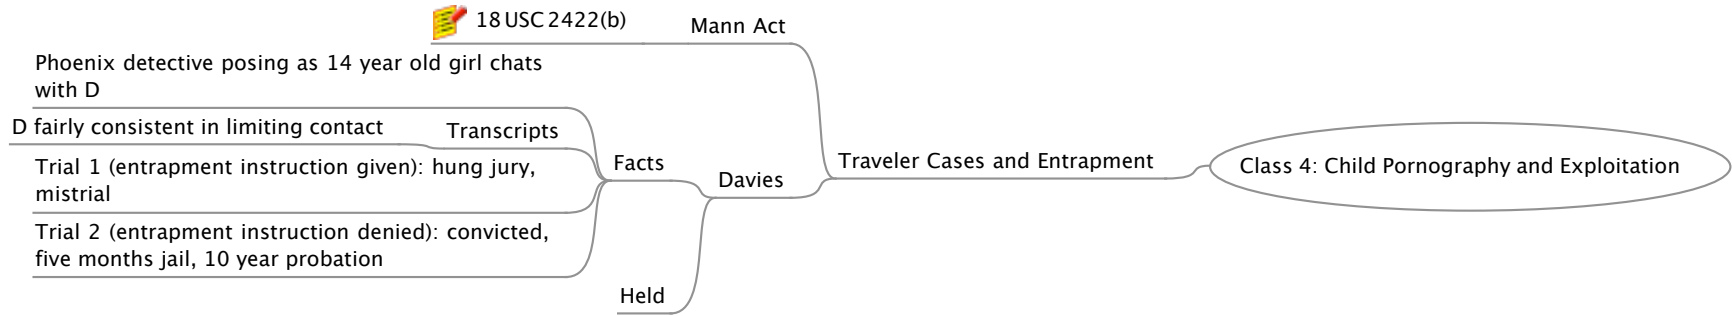 18 USC 2422(b)
Mann Act
Phoenix detective posing as 14 year old girl chats
with D
D fairly consistent in limiting contact
Transcripts
Trial 1 (entrapment instruction given): hung jury,
mistrial
Trial 2 (entrapment instruction denied): convicted,
five months jail, 10 year probation
Facts
Held
Davies
Traveler Cases and Entrapment
Class 4: Child Pornography and Exploitation